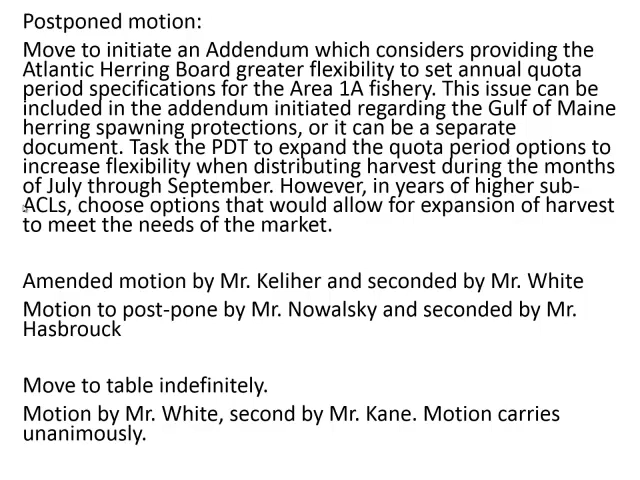 Postponed motion:
Move to initiate an Addendum which considers providing the
Atlantic Herring Board greater flexibility to set annual quota
period specifications for the Area 1A fishery. This issue can be
included in the addendum initiated regarding the Gulf of Maine
herring spawning protections, or it can be a separate
document. Task the PDT to expand the quota period options to
increase flexibility when distributing harvest during the months
of July through September. However, in years of higher sub-
ACLs, choose options that would allow for expansion of harvest
to meet the needs of the market.
Amended motion by Mr. Keliher and seconded by Mr. White
Motion to post-pone by Mr. Nowalsky and seconded by Mr.
Hasbrouck
Move to table indefinitely.
Motion by Mr. White, second by Mr. Kane. Motion carries
unanimously.